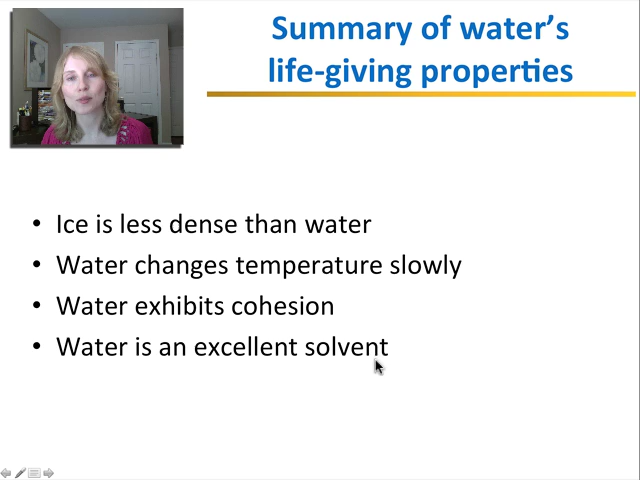 Summary of water's
life-giving properties
• Ice is less dense than water
• Water changes temperature slowly
• Water exhibits cohesion
• Water is an excellent solvent